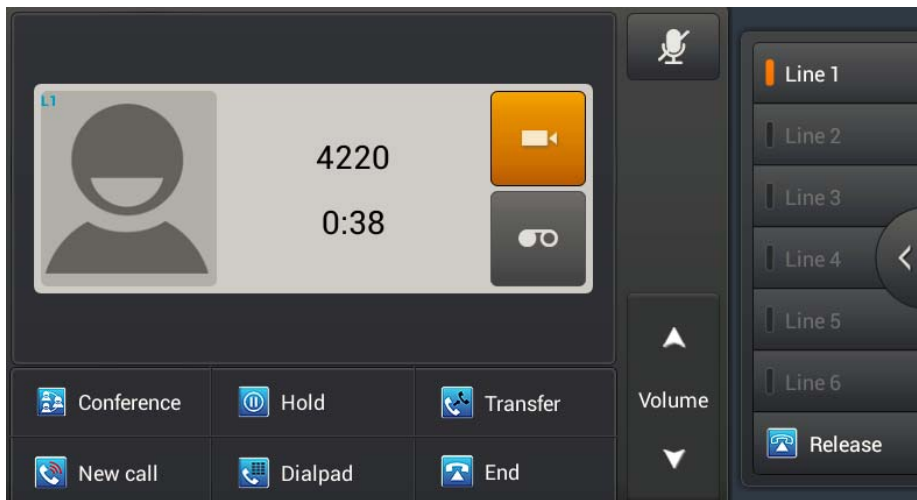 L1
4220
0:38
Conference
Hold
Transfer
New call
Dialpad
End
Volume
Line 1
Line 2
Line 3
Line 4
Line 5
Line 6
Release